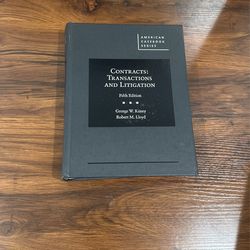 AMERICAN
CASEBOOK
SERIES
CONTRACTS:
TRANSACTIONS
AND LITIGATION
Fifth Edition
George W. Kuney
Robert M. Lloyd